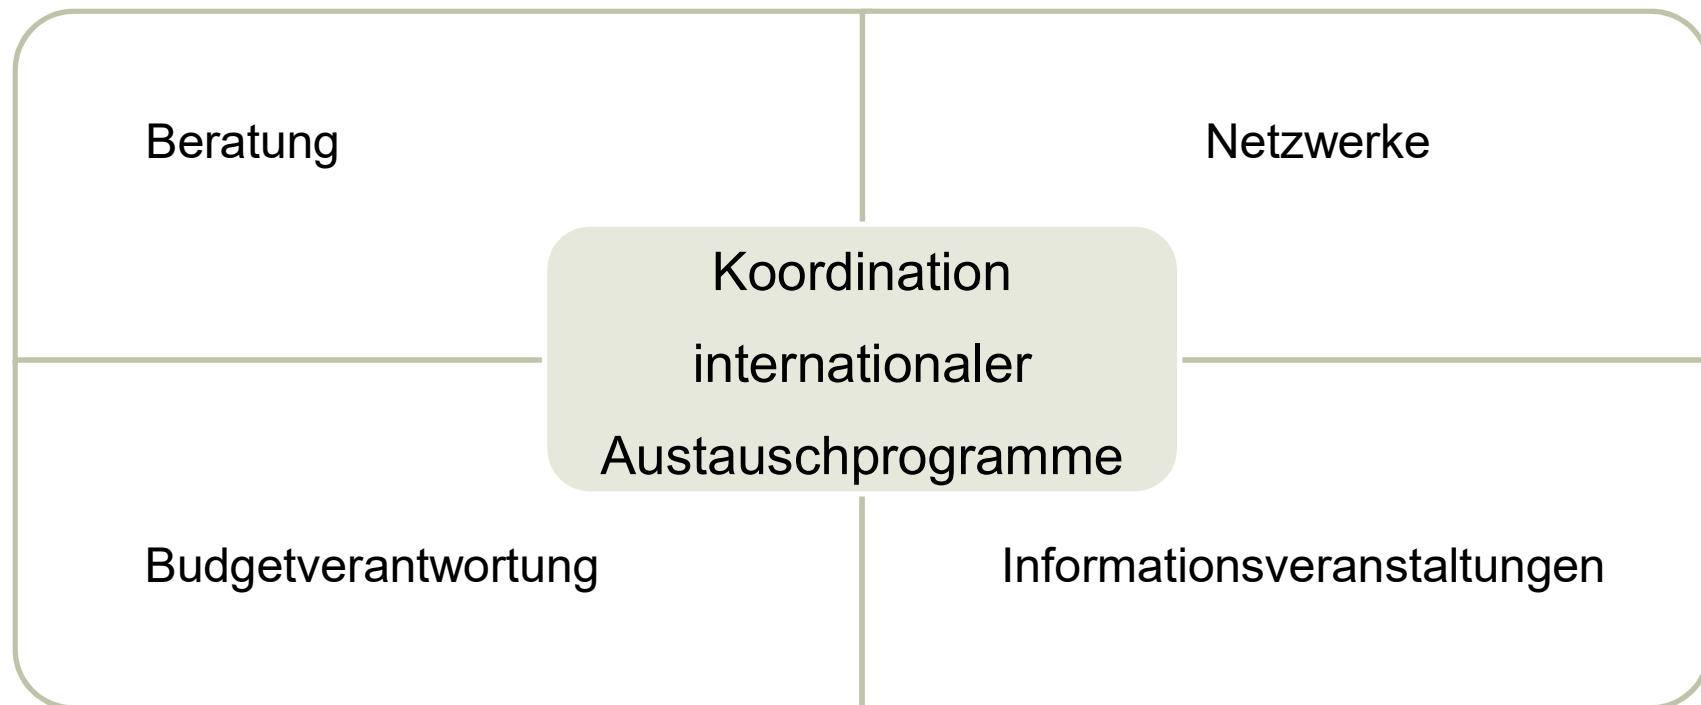 Beratung
Netzwerke
Koordination
internationaler
Austauschprogramme
Budgetverantwortung
Informationsveranstaltungen